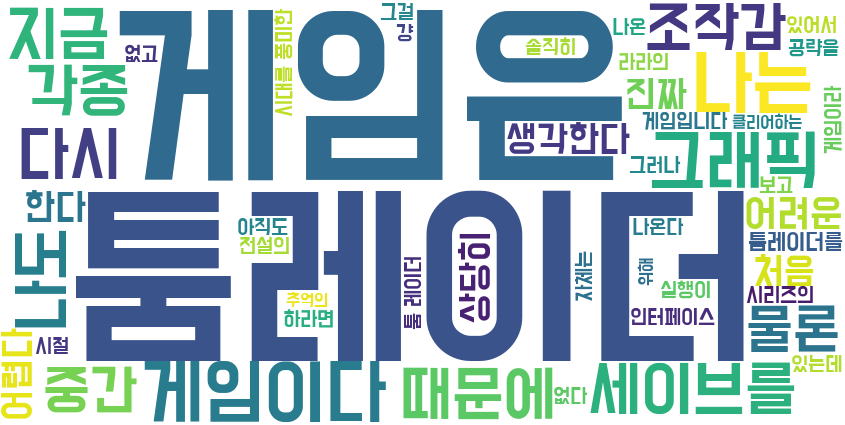 지금
각종
없고
시대를 풍미한
게임은
그걸
걍
솔직히
나온
조작감
있어서
공략을
라라의
진짜
나는
게임입니다
클리어하는
게임이라
다시
생각한다
그러나
그래픽
보고
한다
나도
툼레이더
아직도
전설의
추억의
하라면
툼 레이더
상당히
자체는
나온다
위해
실행이
인터페이스
어려운
툼레이더를
처음
시리즈의
물론
있는데
어렵다
시절
중간
게임이다
때문에
없다
세이브를